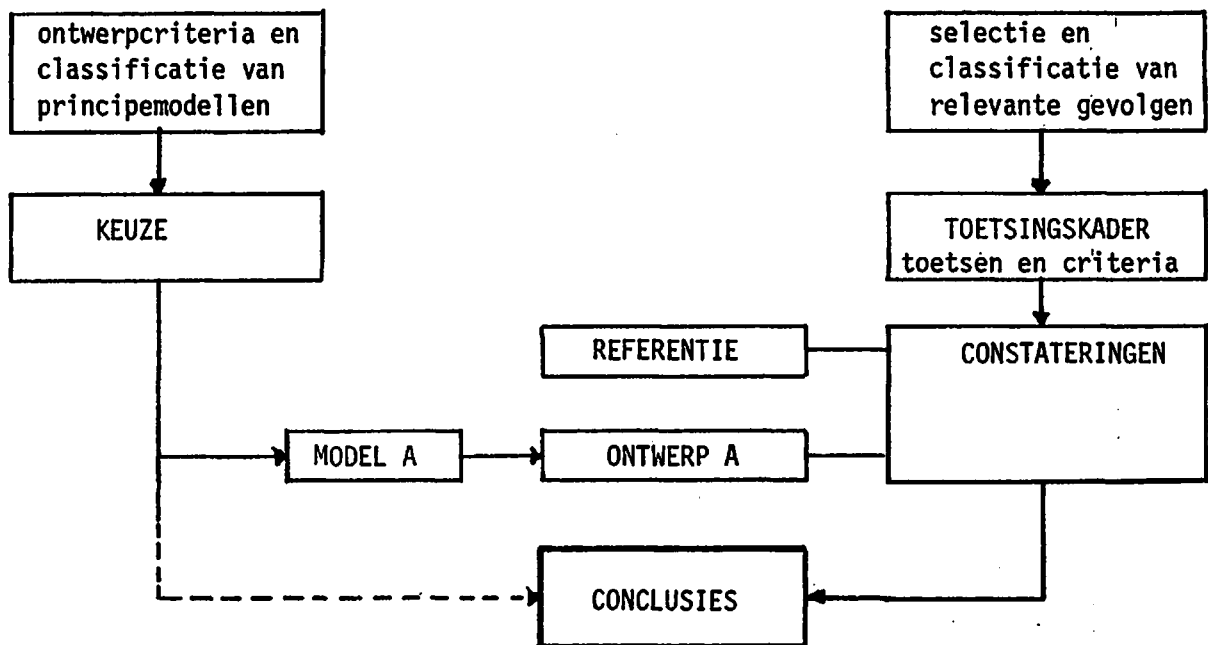 ontwerpcriteria en
classificatie van
principemodellen
selectie en
classificatie van
relevante gevolgen
KEUZE
TOETSINGSKADER
toetsen en criteria
REFERENTIE
CONSTATERINGEN
MODEL A
ONTWERP A
CONCLUSIES